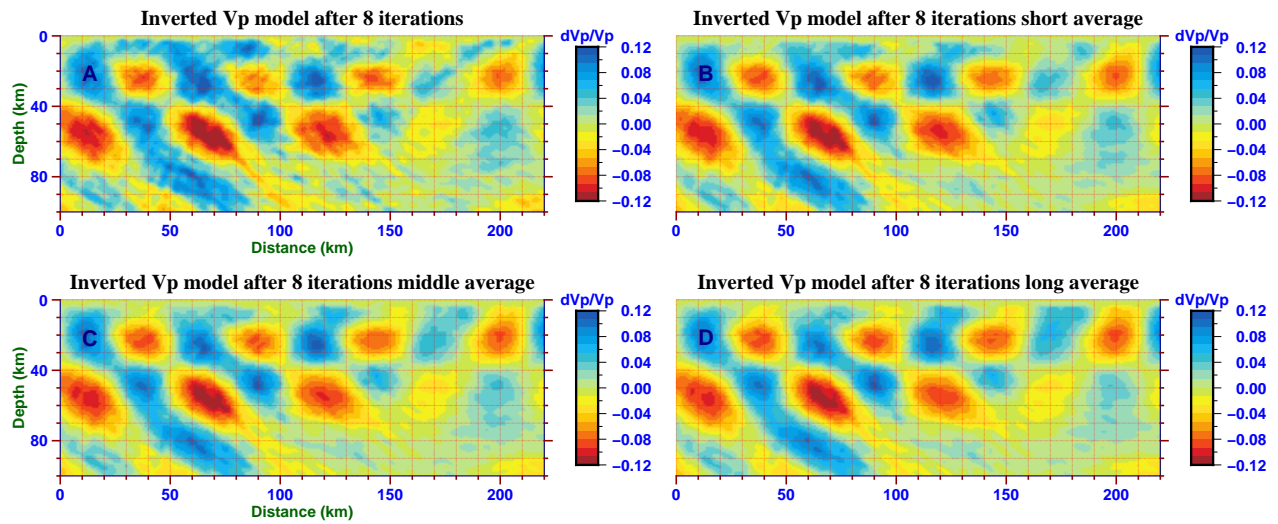 Inverted Vp model after 8 iterations
dVp/Vp
0
40
80
Depth (km)
A
0.12
0.08
0.04
0.00
−0.04
−0.08
−0.12
0 50 100 150 200
Distance (km)
Inverted Vp model after 8 iterations short average
dVp/Vp
B
0.12
0.08
0.04
0.00
−0.04
−0.08
−0.12
0 50 100 150 200
Inverted Vp model after 8 iterations middle average
dVp/Vp
0
40
80
Depth (km)
C
0.12
0.08
0.04
0.00
−0.04
−0.08
−0.12
0 50 100 150 200
Distance (km)
Inverted Vp model after 8 iterations long average
dVp/Vp
D
0.12
0.08
0.04
0.00
−0.04
−0.08
−0.12
0 50 100 150 200